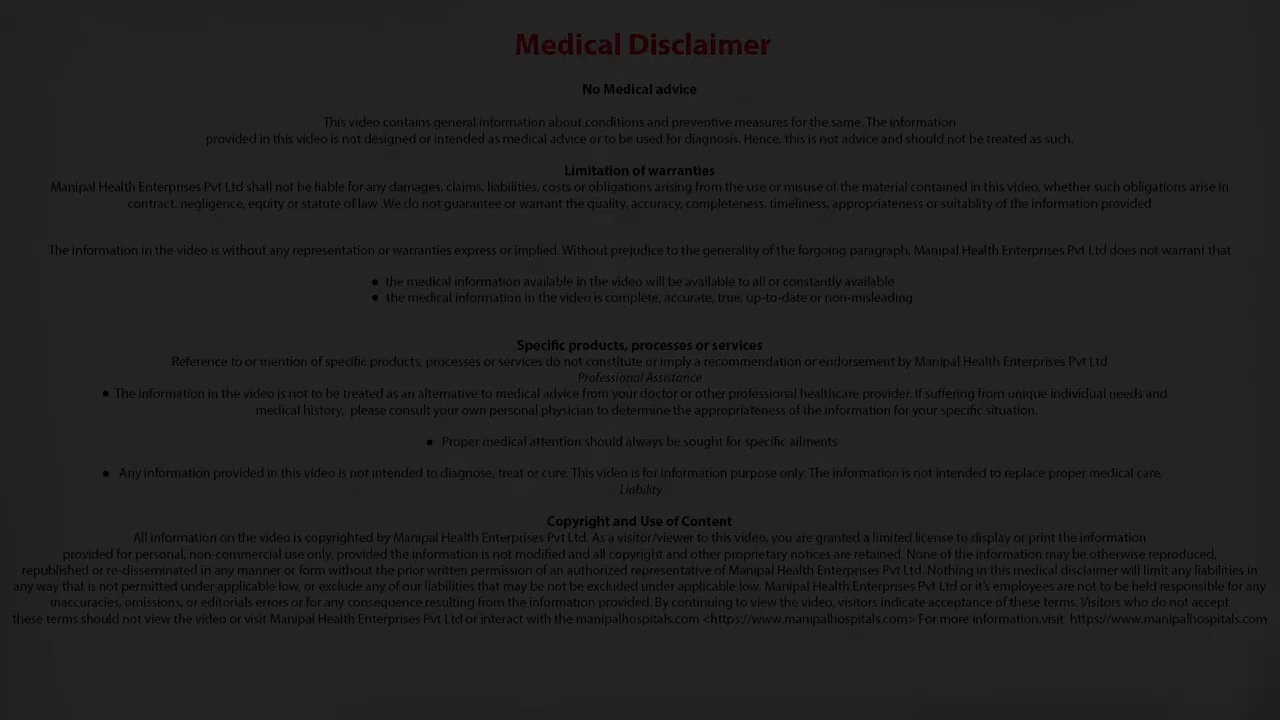 Medical Disclaimer
No Medical advice
This video contains general information about conditions and preventive measures for the same. The information
provided in this video is not designed or intended as medical advice or to be used for diagnosis. Hence, this is not advice and should not be treated as such.
Limitation of warranties
Manipal Health Enterprises Pvt Ltd shall not be liable for any damages, claims, liabilities, costs or obligations arising from the use or misuse of the material contained in this video, whether such obligations arise in
contract, negligence, equity or statute of law .We do not guarantee or warrant the quality, accuracy, completeness, timeliness, appropriateness or suitablity of the information provided
The information in the video is without any representation or warranties express or implied. Without prejudice to the generality of the forgoing paragraph, Manipal Health Enterprises Pvt Ltd does not warrant that
● the medical information available in the video will be available to all or constantly available
● the medical information in the video is complete, accurate, true, up-to-date or non-misleading
Specific products, processes or services
Reference to or mention of specific products, processes or services do not constitute or imply a recommendation or endorsement by Manipal Health Enterprises Pvt Ltd
Professional Assistance
● The information in the video is not to be treated as an alternative to medical advice from your doctor or other professional healthcare provider. If suffering from unique individual needs and
medical history, please consult your own personal physician to determine the appropriateness of the information for your specific situation.
● Proper medical attention should always be sought for specific ailments
● Any information provided in this video is not intended to diagnose, treat or cure. This video is for information purpose only. The information is not intended to replace proper medical care.
Liability
Copyright and Use of Content
All information on the video is copyrighted by Manipal Health Enterprises Pvt Ltd. As a visitor/viewer to this video, you are granted a limited license to display or print the information
provided for personal, non-commercial use only, provided the information is not modified and all copyright and other proprietary notices are retained. None of the information may be otherwise reproduced,
republished or re-disseminated in any manner or form without the prior written permission of an authorized representative of Manipal Health Enterprises Pvt Ltd. Nothing in this medical disclaimer will limit any liabilities in
any way that is not permitted under applicable low, or exclude any of our liabilities that may be not be excluded under applicable low. Manipal Health Enterprises Pvt Ltd or it's employees are not to be held responsible for any
inaccuracies, omissions, or editorials errors or for any consequence resulting from the information provided. By continuing to view the video, visitors indicate acceptance of these terms. Visitors who do not accept
these terms should not view the video or visit Manipal Health Enterprises Pvt Ltd or interact with the manipalhospitals.com <https://www.manipalhospitals.com> For more information.visit https://www.manipalhospitals.com